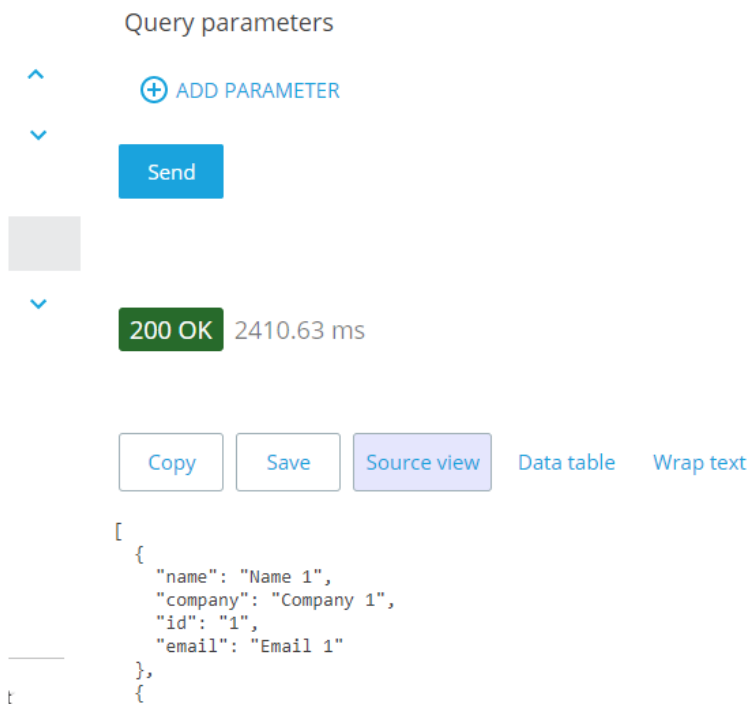 Query parameters
ADD PARAMETER
Send
200 OK 2410.63 ms
Copy Save Source view Data table Wrap text
[
{
"name": "Name 1",
"company": "Company 1",
"id": "1",
"email": "Email 1"
},
t {